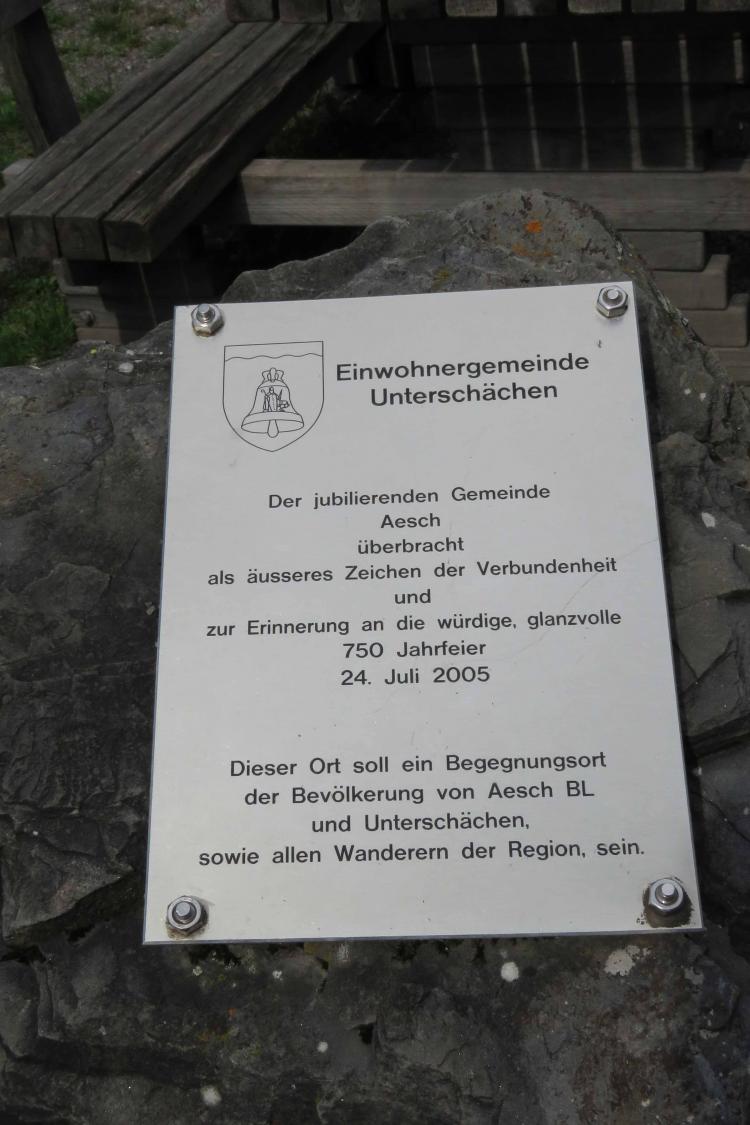 Einwohnergemeinde
Unterschächen
Der jubilierenden Gemeinde
Aesch
überbracht
als äusseres Zeichen der Verbundenheit
und
zur Erinnerung an die würdige, glanzvolle
750 Jahrfeier
24. Juli 2005
Dieser Ort soll ein Begegnungsort
der Bevölkerung von Aesch BL
und Unterschächen,
sowie allen Wanderern der Region, sein.